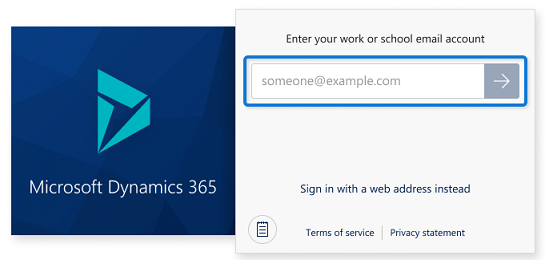 Microsoft Dynamics 365
Enter your work or school email account
someone@example.com
Sign in with a web address instead
Terms of service
Privacy statement